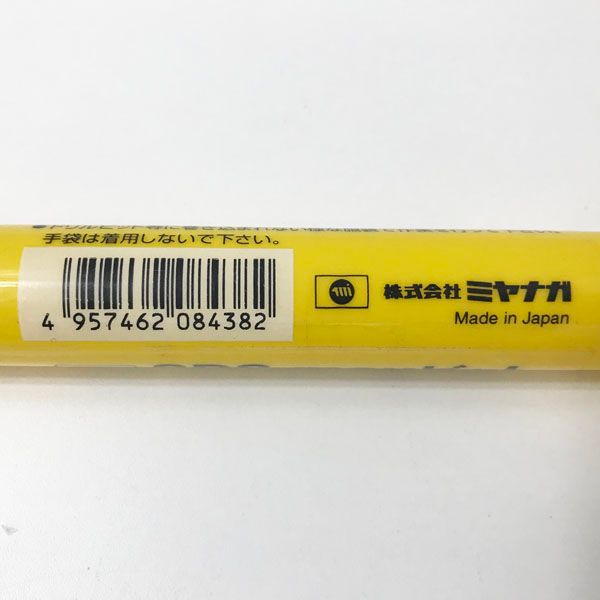 手袋は着用しないで下さい。
4 957462 084382
株式会社 ミヤナガ
Made in Japan